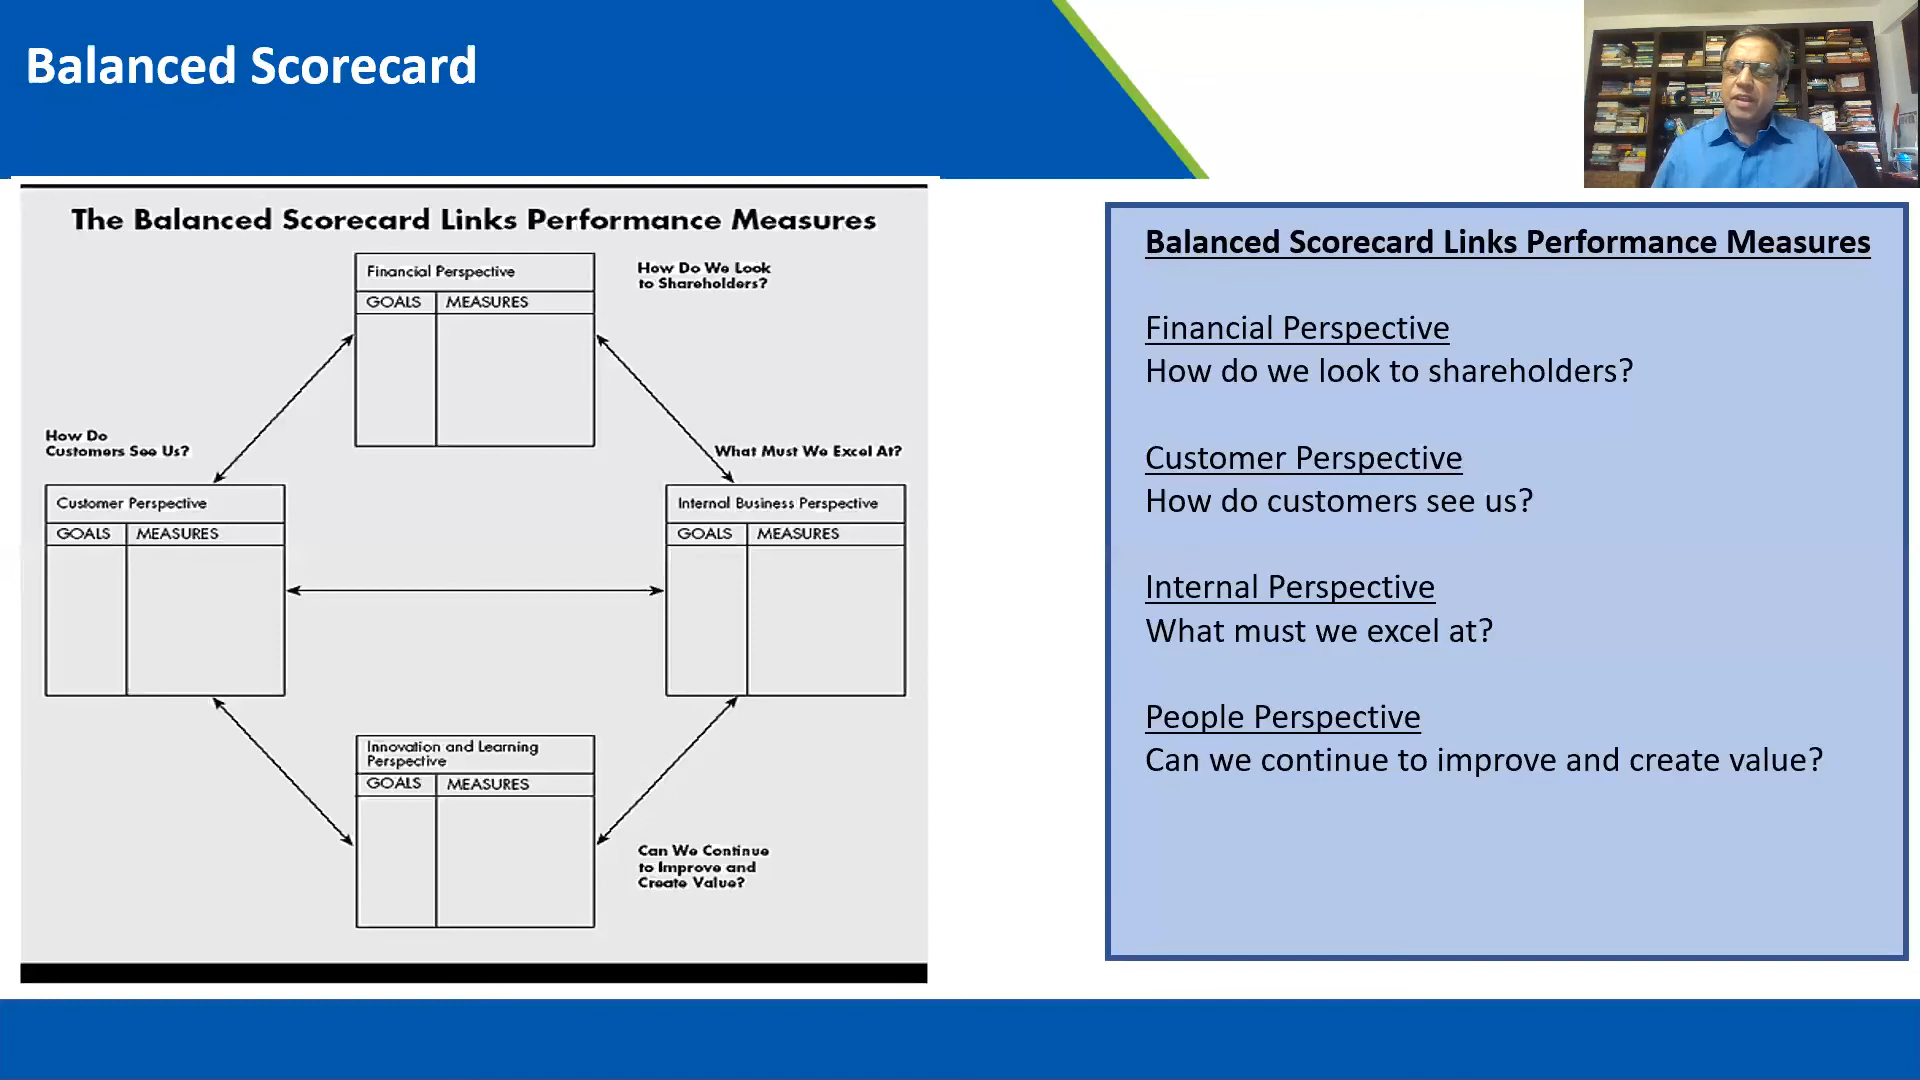 Balanced Scorecard
The Balanced Scorecard Links Performance Measures
Financial Perspective
GOALS MEASURES
How Do We Look
to Shareholders?
How Do
Customers See Us?
What Must We Excel At?
Customer Perspective
GOALS MEASURES
Internal Business Perspective
GOALS MEASURES
Innovation and Learning
Perspective
GOALS MEASURES
Can We Continue
to Improve and
Create Value?
Balanced Scorecard Links Performance Measures
Financial Perspective
How do we look to shareholders?
Customer Perspective
How do customers see us?
Internal Perspective
What must we excel at?
People Perspective
Can we continue to improve and create value?